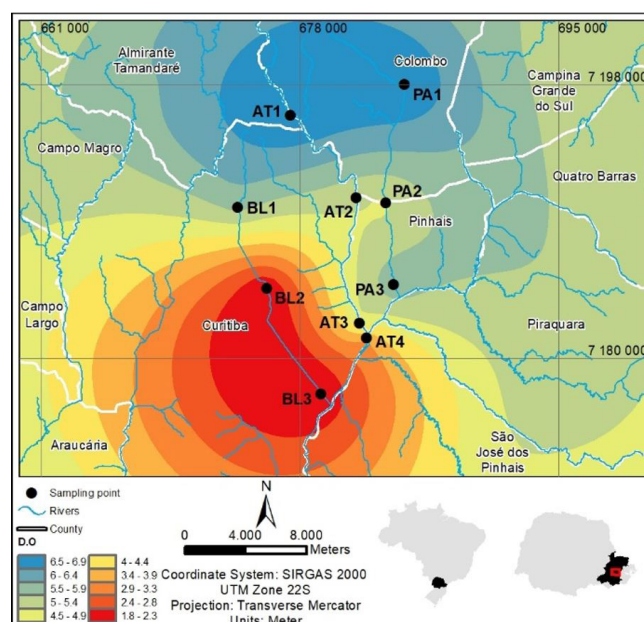 661 000
678 000
695 000
Almirante
Tamandaré
Colombo
7 198 000
Campina
Grande
do Sul
PA1
AT1
Campo Magro
Quatro Barras
BL1
AT2
PA2
Pinhais
BL2
PA3
Campo
Largo
Curitiba
AT3
Piraquara
AT4
7 180 000
BL3
Araucária
São
José dos
Pinhais
Sampling point
Rivers
County
D.O
6.5 - 6.9
6 - 6.4
5.5 - 5.9
5 - 5.4
4.5 - 4.9
4 - 4.4
3.4 - 3.9
2.9 - 3.3
2.4 - 2.8
1.8 - 2.3
N
0
4.000
8.000
Meters
Coordinate System: SIRGAS 2000
UTM Zone 22S
Projection: Transverse Mercator
Units: Meter